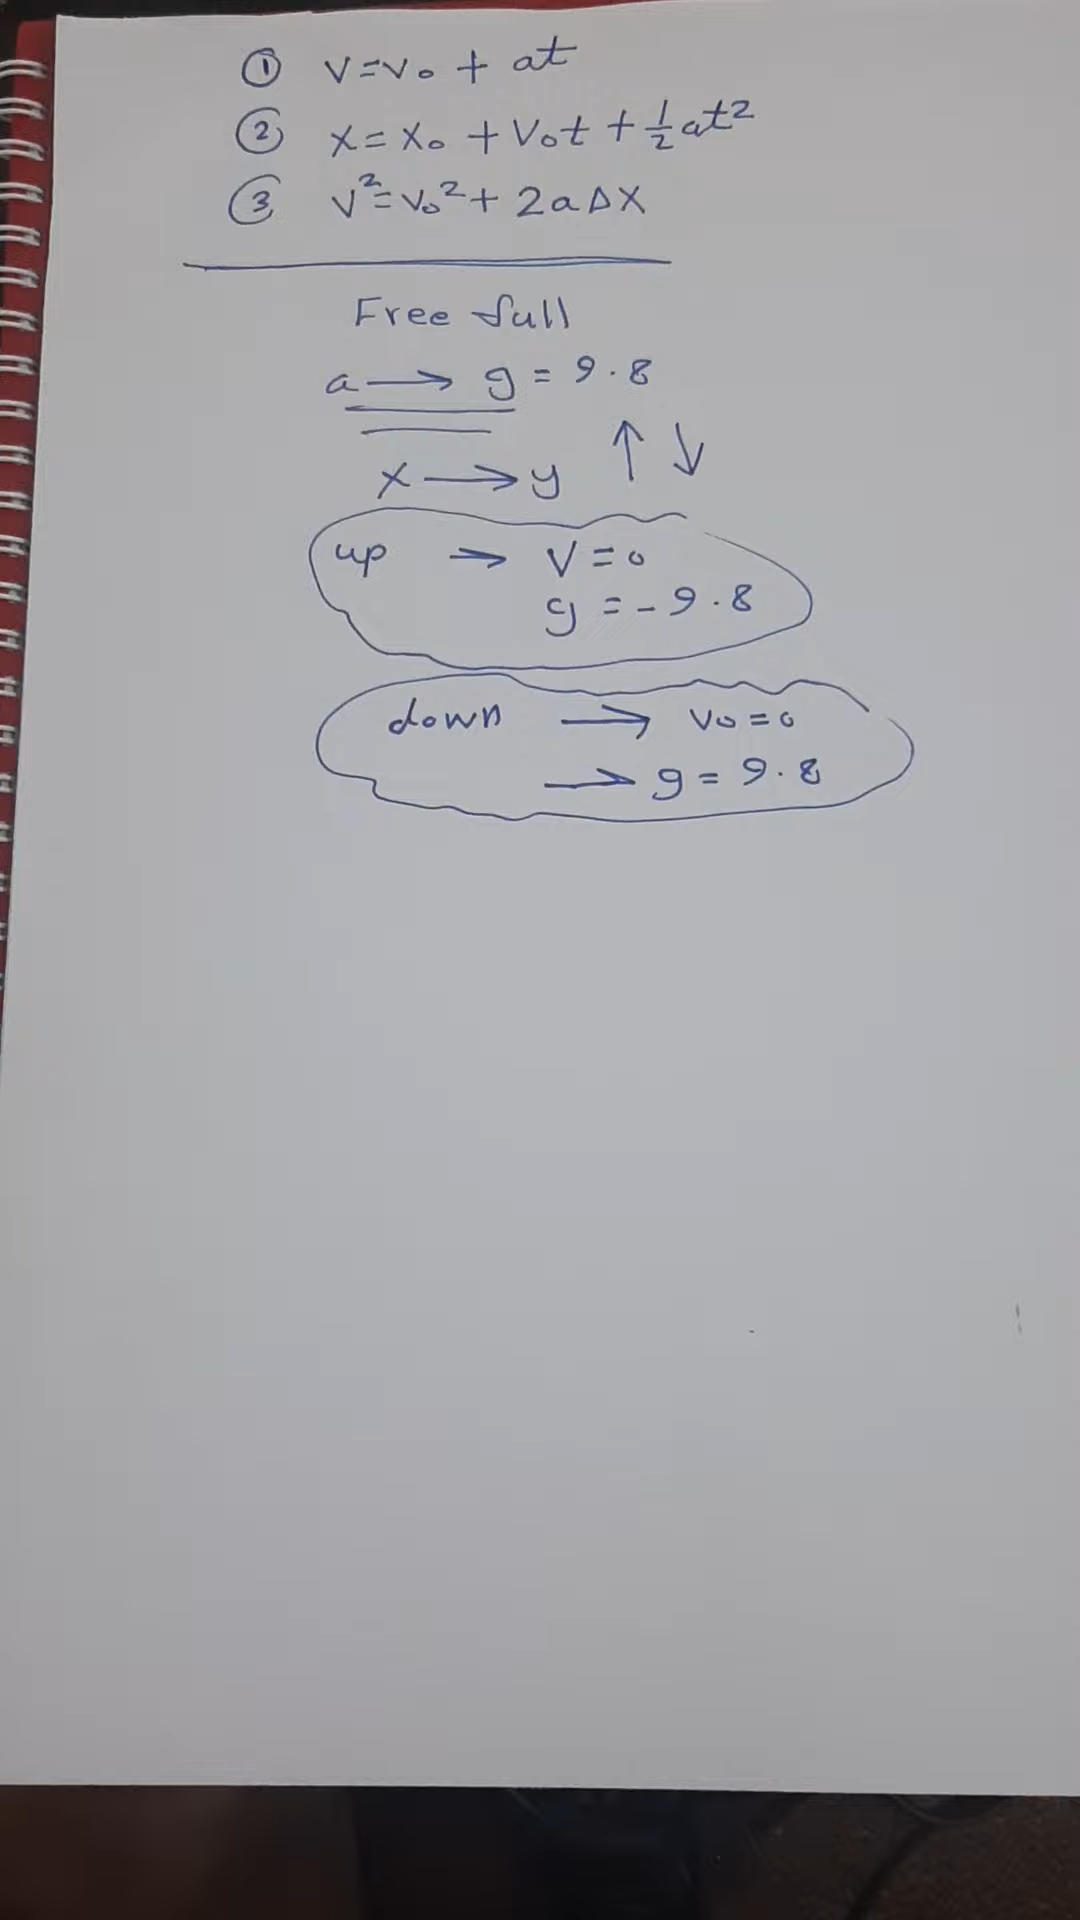 ① V=V₀ + at
② X=X₀ + V₀t + ½at²
③ V²=V₀²+ 2aΔX
Free full
a → g = 9.8
X → y ↑ ↓
up → V=0
g = -9.8
down → V₀=0
→ g = 9.8